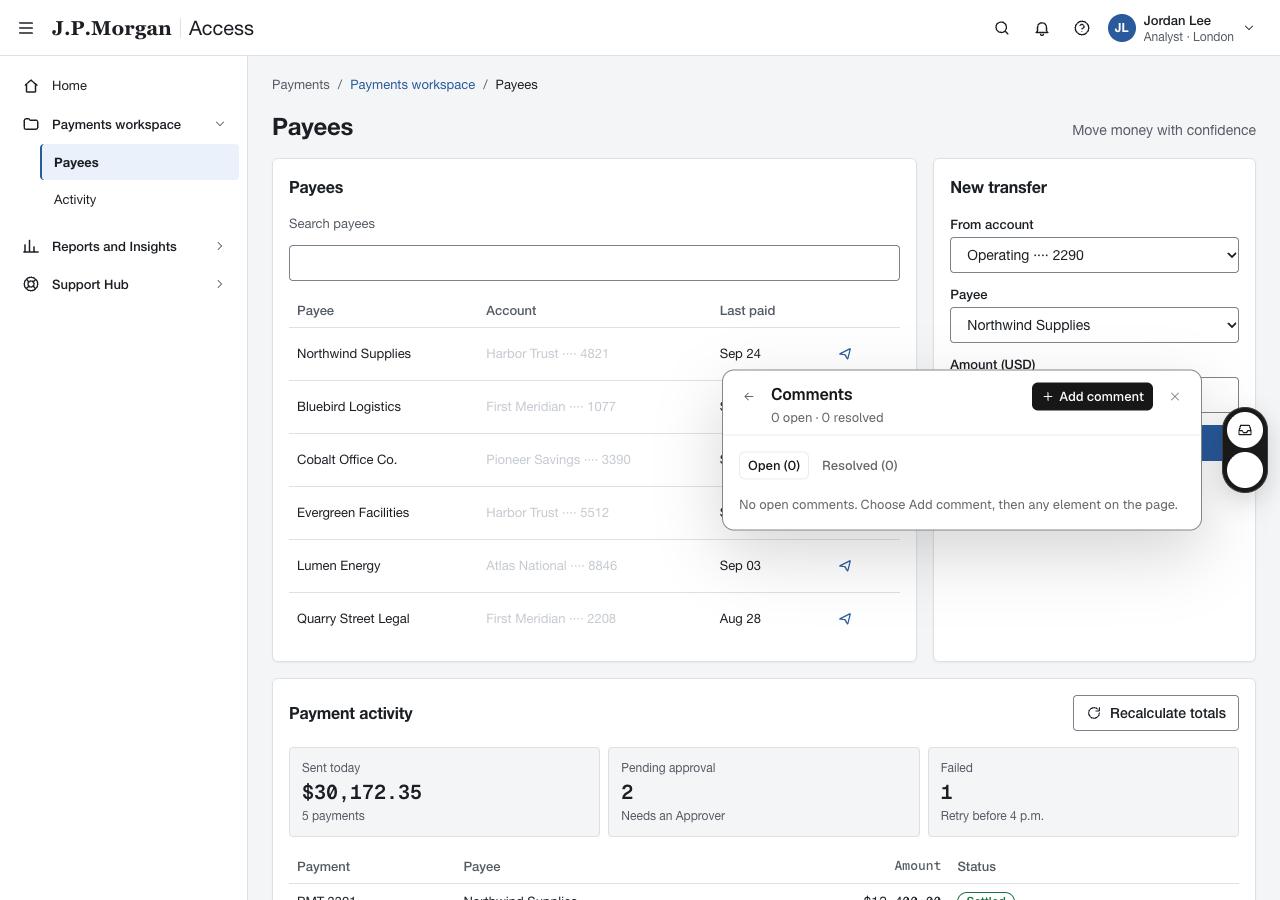 J.P.Morgan Access
JL
Jordan Lee
Analyst · London
Home
Payments workspace
Payees
Activity
Reports and Insights
Support Hub
Payments / Payments workspace / Payees
Payees
Move money with confidence
Payees
Search payees
Payee Account Last paid
Northwind Supplies Harbor Trust ···· 4821 Sep 24
Bluebird Logistics First Meridian ···· 1077
Cobalt Office Co. Pioneer Savings ···· 3390
Evergreen Facilities Harbor Trust ···· 5512
Lumen Energy Atlas National ···· 8846 Sep 03
Quarry Street Legal First Meridian ···· 2208 Aug 28
New transfer
From account
Operating ···· 2290
Payee
Northwind Supplies
Amount (USD)
Comments
0 open · 0 resolved
Add comment
Open (0) Resolved (0)
No open comments. Choose Add comment, then any element on the page.
Payment activity
Recalculate totals
Sent today
$30,172.35
5 payments
Pending approval
2
Needs an Approver
Failed
1
Retry before 4 p.m.
Payment Payee Amount Status
Northwind Supplies
Settled